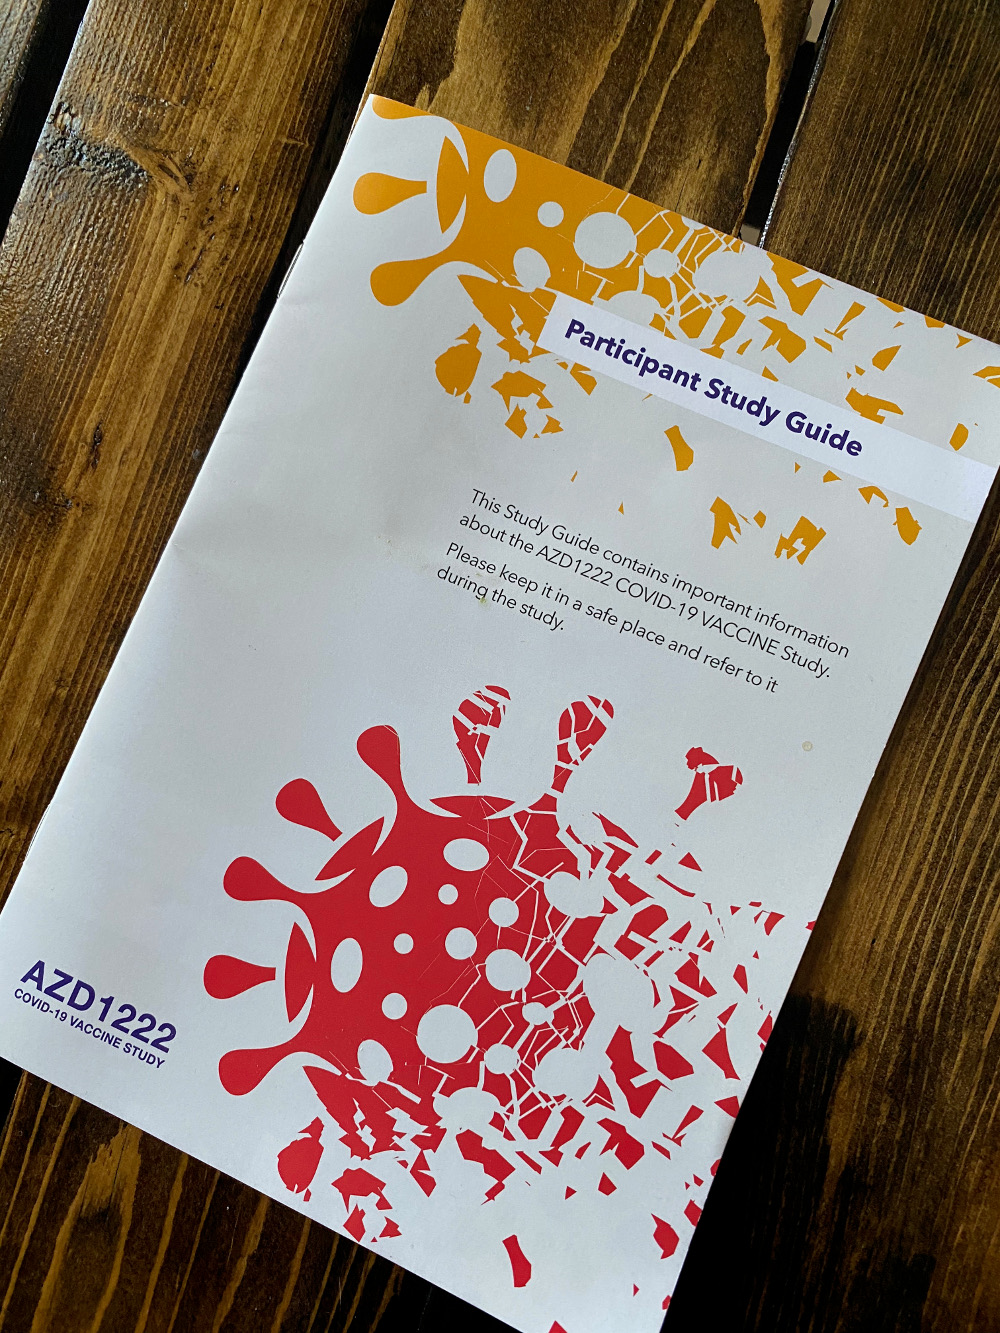 Participant Study Guide
This Study Guide contains important information
about the AZD1222 COVID-19 VACCINE Study.
Please keep it in a safe place and refer to it
during the study.
AZD1222
COVID-19 VACCINE STUDY